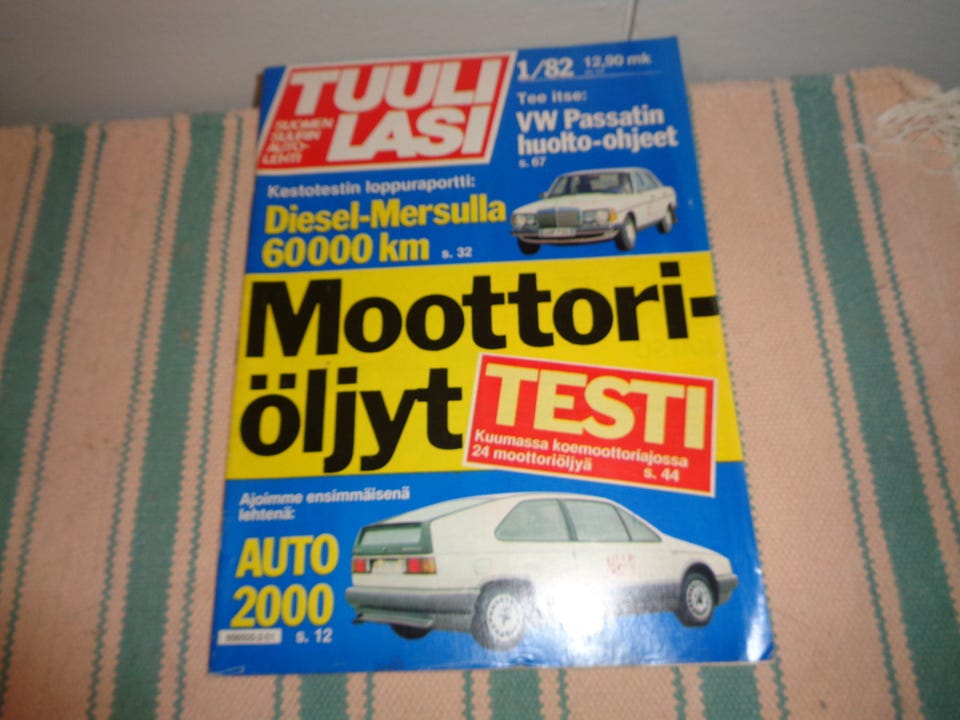 TUULI
LASI
SUOMEN
SUURIN
AUTO-
LEHTI
1/82 12,90 mk
Tee itse:
VW Passatin
huolto-ohjeet
s. 67
Kestotestin loppuraportti:
Diesel-Mersulla
60000 km s. 32
Moottori-
öljyt
TESTI
Kuumassa koemoottoriajossa
24 moottoriöljyä
s. 44
Ajoimme ensimmäisenä
lehtenä:
AUTO
2000
s. 12